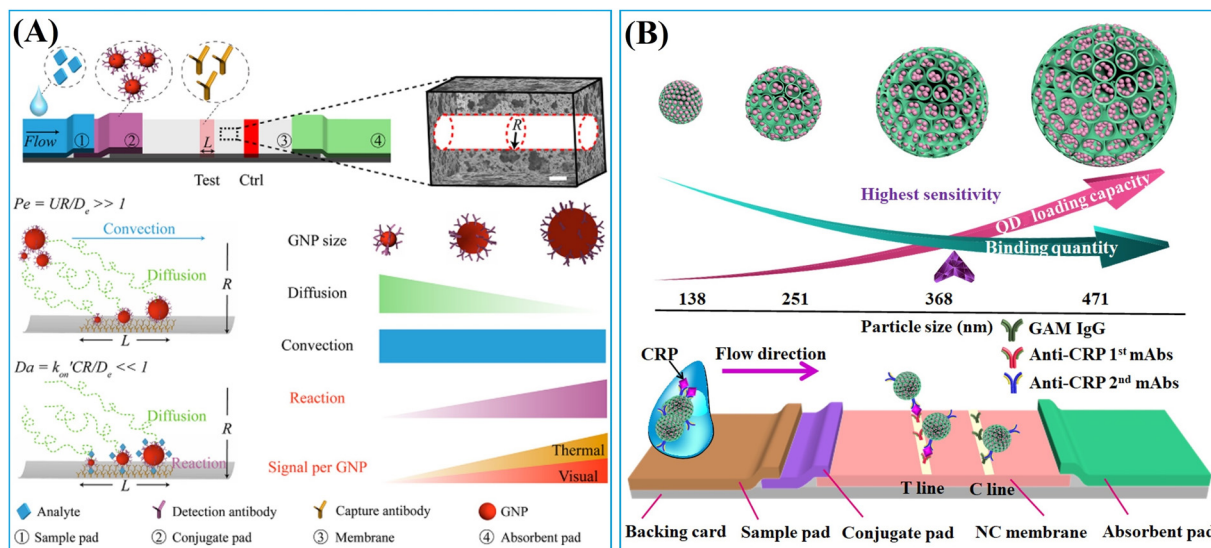 (A)
Flow
①
②
L
③
④
R
Test
Ctrl
Pe = UR/Dₑ >> 1
Convection
Diffusion
R
L
Da = kₒₙ'CR/Dₑ << 1
Diffusion
R
Reaction
L
GNP size
Diffusion
Convection
Reaction
Signal per GNP
Thermal
Visual
Analyte
Detection antibody
Capture antibody
GNP
① Sample pad
② Conjugate pad
③ Membrane
④ Absorbent pad
(B)
Highest sensitivity
QD loading capacity
Binding quantity
138
251
368
471
Particle size (nm)
GAM IgG
Anti-CRP 1ˢᵗ mAbs
Anti-CRP 2ⁿᵈ mAbs
CRP
Flow direction
T line
C line
Backing card
Sample pad
Conjugate pad
NC membrane
Absorbent pad